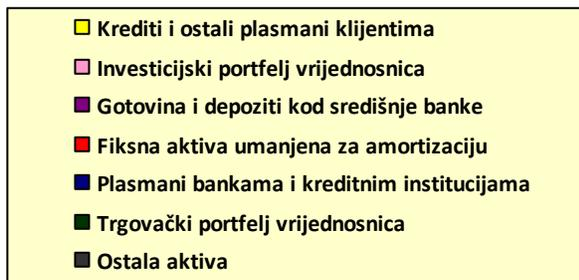 Krediti i ostali plasmani klijentima
Investicijski portfelj vrijednosnica
Gotovina i depoziti kod središnje banke
Fiksna aktiva umanjena za amortizaciju
Plasmani bankama i kreditnim institucijama
Trgovački portfelj vrijednosnica
Ostala aktiva